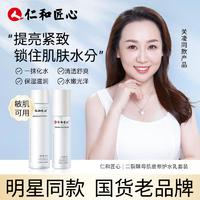 仁和匠心
"提亮紧致
锁住肌肤水分"
关凌同款
产品
一抹化水
清透舒爽
保湿滋润
水嫩光泽
敏肌
可用
仁和匠心｜二裂酵母肌底修护水乳套装
明星同款 国货老品牌